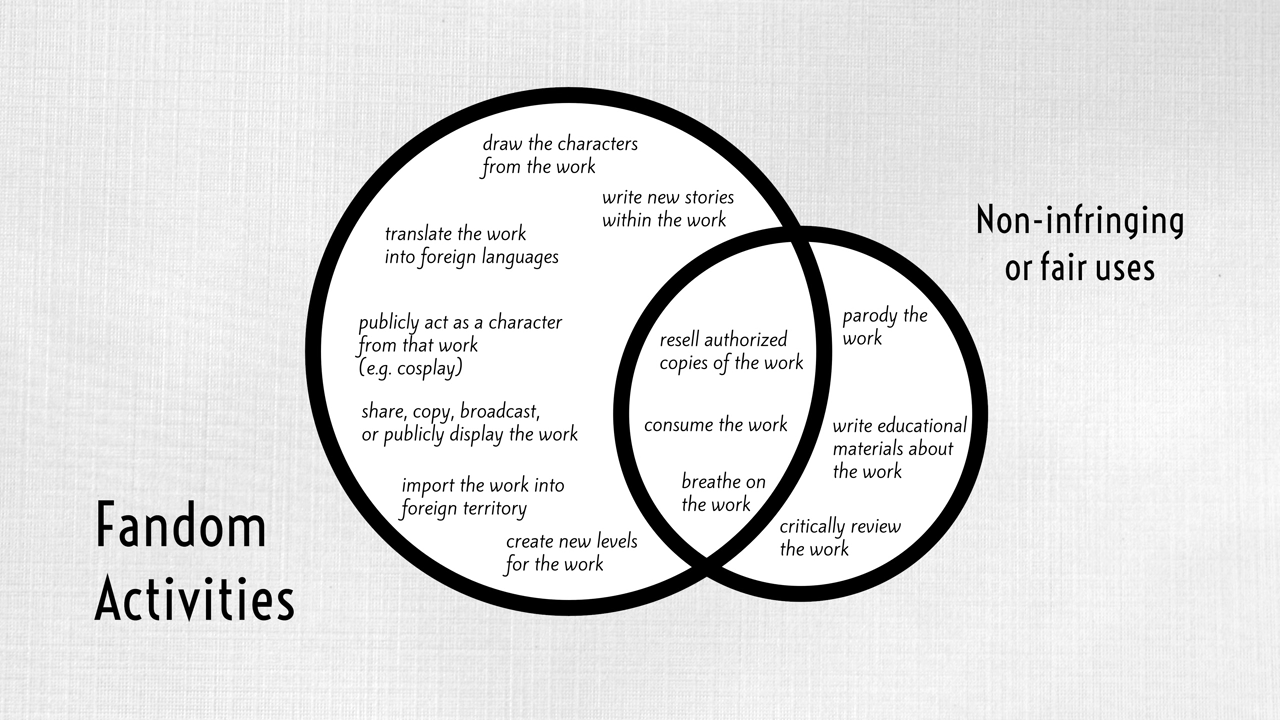 draw the characters
from the work
write new stories
within the work
translate the work
into foreign languages
publicly act as a character
from that work
(e.g. cosplay)
share, copy, broadcast,
or publicly display the work
import the work into
foreign territory
create new levels
for the work
resell authorized
copies of the work
consume the work
breathe on
the work
parody the
work
write educational
materials about
the work
critically review
the work
Non-infringing
or fair uses
Fandom
Activities